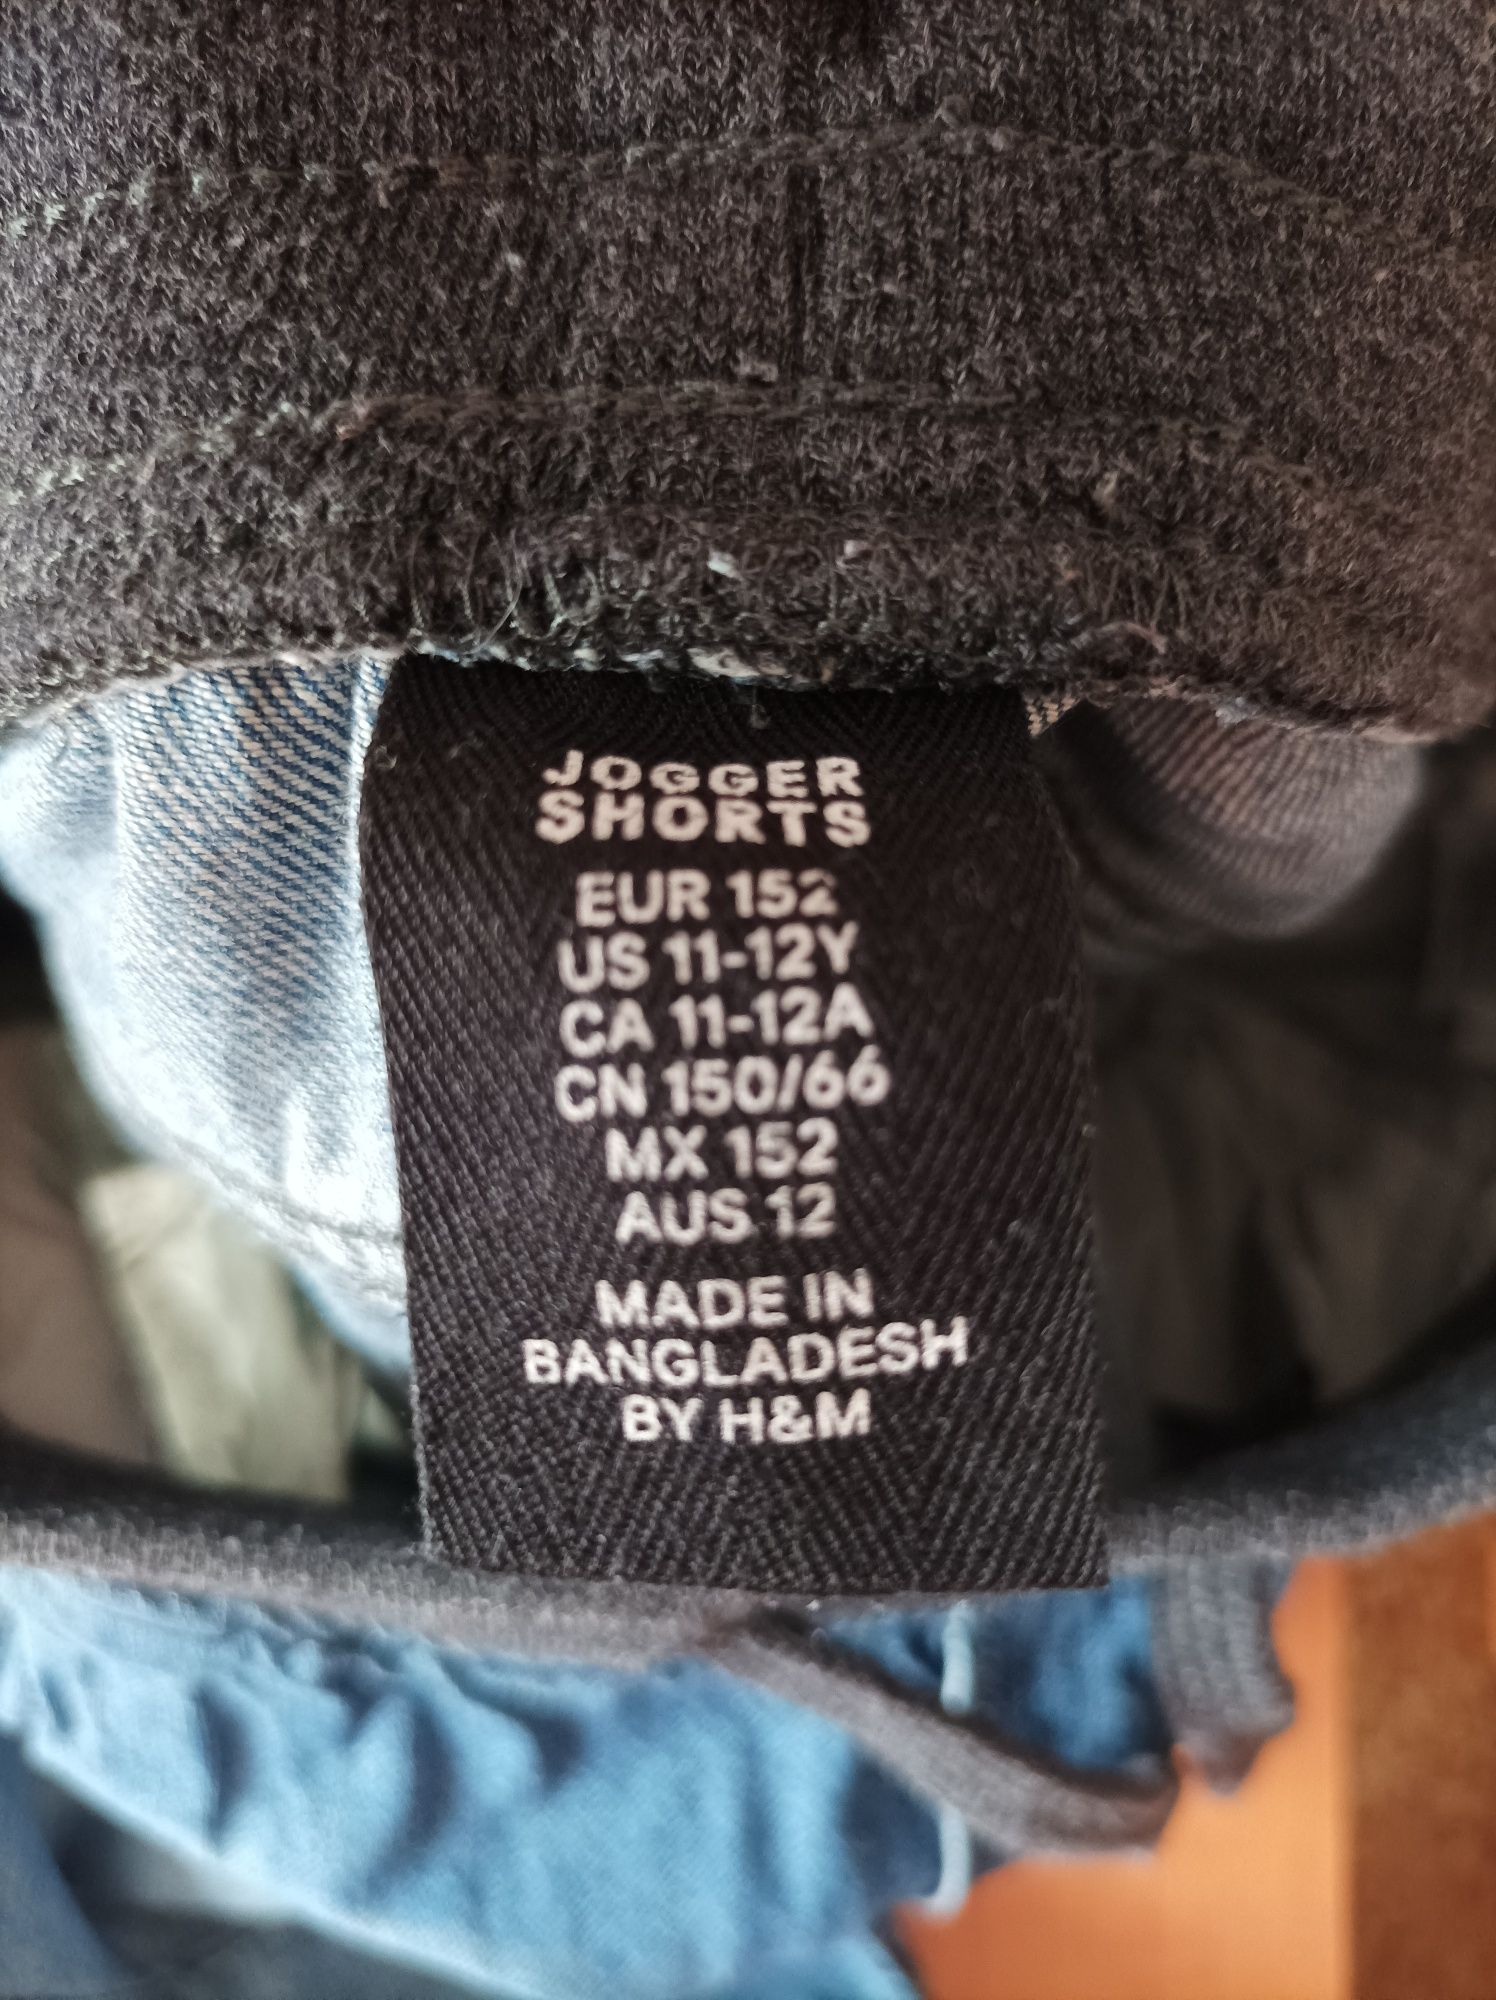 JOGGER
SHORTS
EUR 152
US 11-12Y
CA 11-12A
CN 150/66
MX 152
AUS 12
MADE IN
BANGLADESH
BY H&M